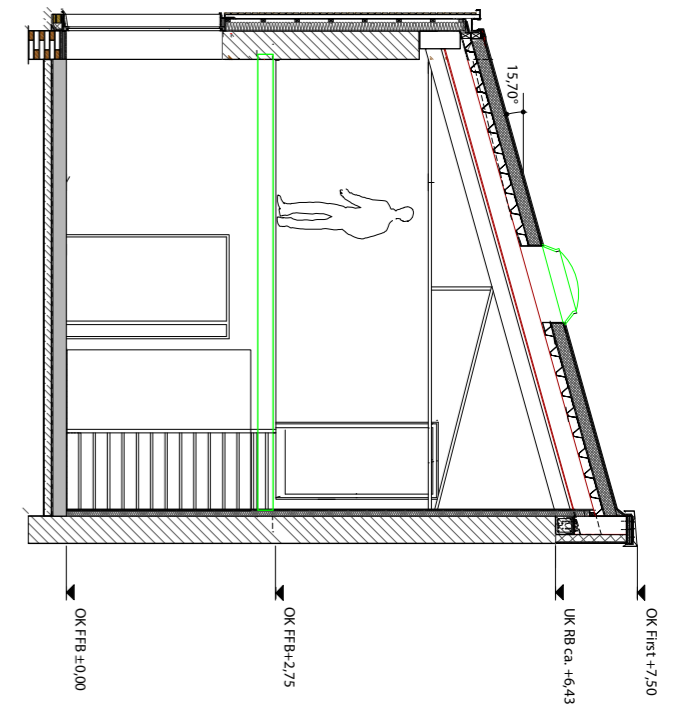 15,70°
OK First +7,50
UK RB ca. +6,43
OK FFB+2,75
OK FFB ±0,00